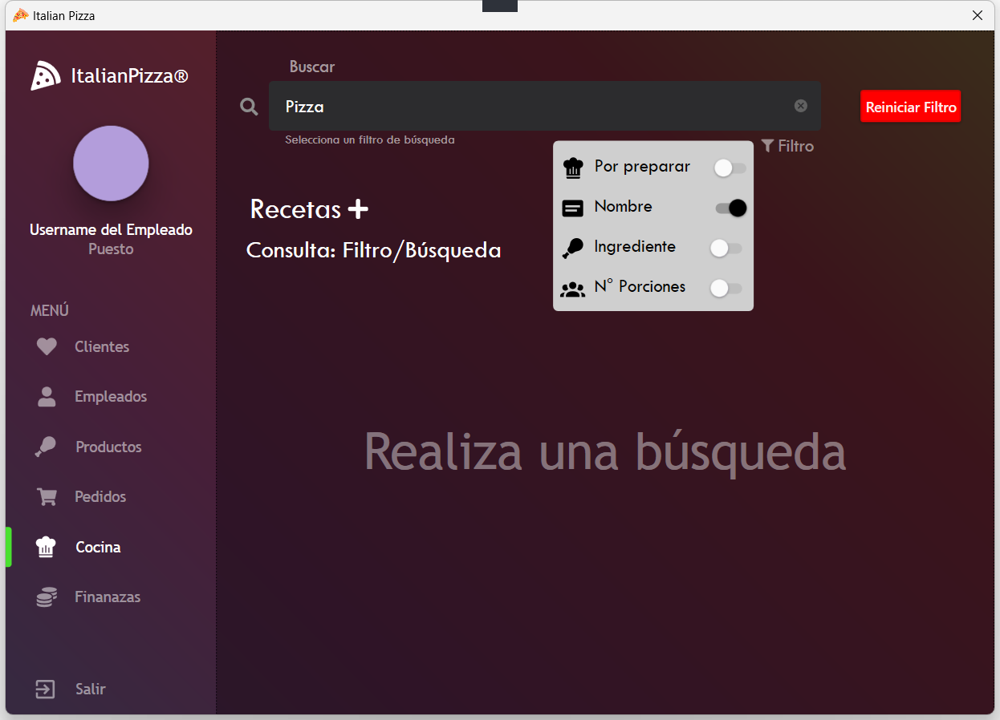 Italian Pizza
ItalianPizza®
Username del Empleado
Puesto
MENÚ
Clientes
Empleados
Productos
Pedidos
Cocina
Finanazas
Salir
Buscar
Pizza
Reiniciar Filtro
Selecciona un filtro de búsqueda
Filtro
Por preparar
Nombre
Ingrediente
N° Porciones
Recetas +
Consulta: Filtro/Búsqueda
Realiza una búsqueda